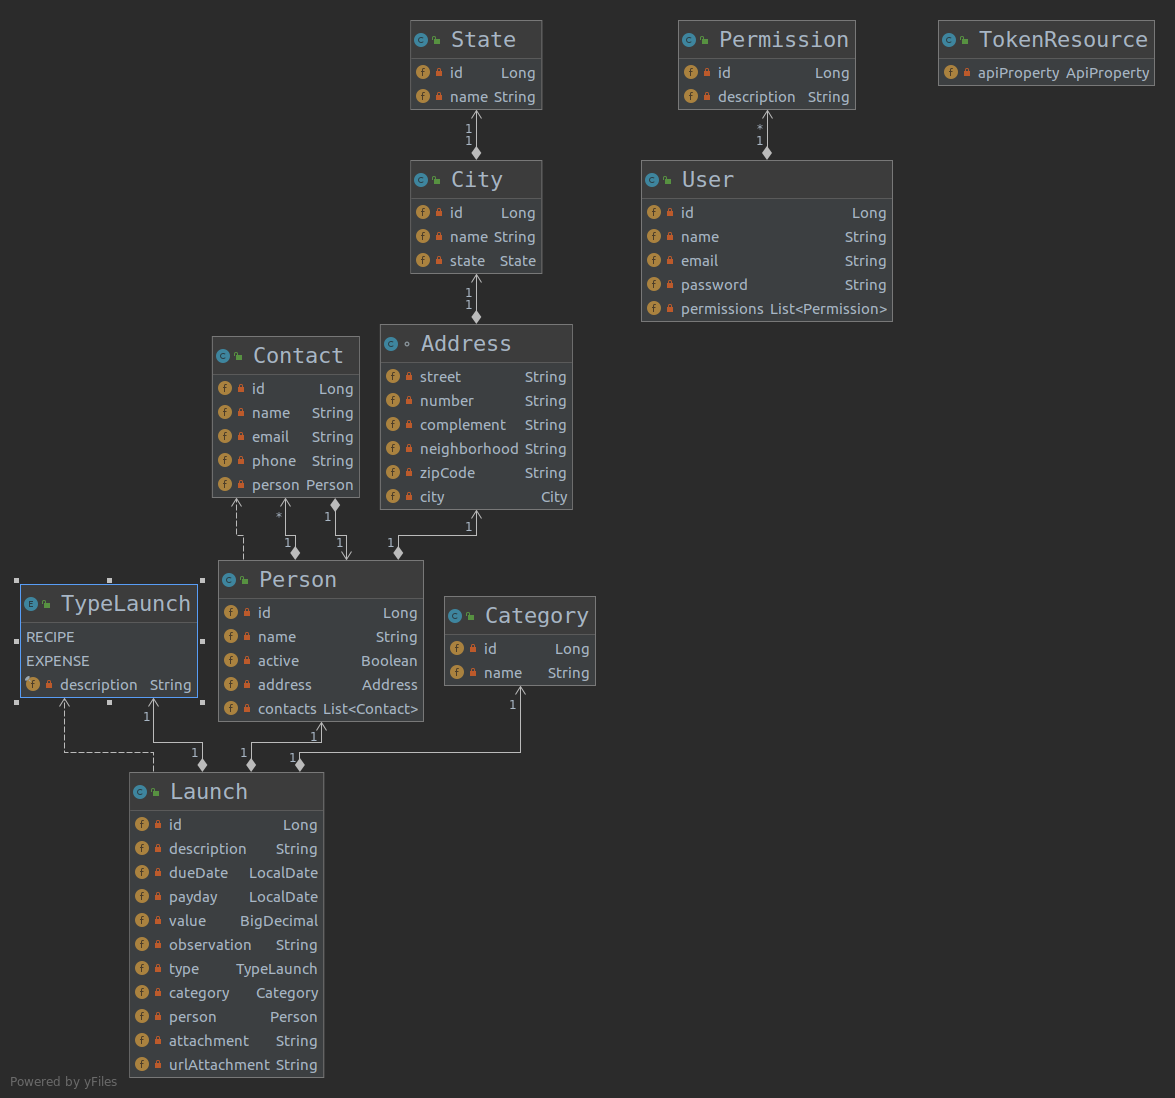 State
id Long
name String
1
1
City
id Long
name String
state State
1
1
Address
street String
number String
complement String
neighborhood String
zipCode String
city City
Permission
id Long
description String
*
1
User
id Long
name String
email String
password String
permissions List<Permission>
TokenResource
apiProperty ApiProperty
Contact
id Long
name String
email String
phone String
person Person
*
1
1
1
1
1
TypeLaunch
RECIPE
EXPENSE
description String
Person
id Long
name String
active Boolean
address Address
contacts List<Contact>
Category
id Long
name String
1
1
1
1
1
1
Launch
id Long
description String
dueDate LocalDate
payday LocalDate
value BigDecimal
observation String
type TypeLaunch
category Category
person Person
attachment String
urlAttachment String
Powered by yFiles